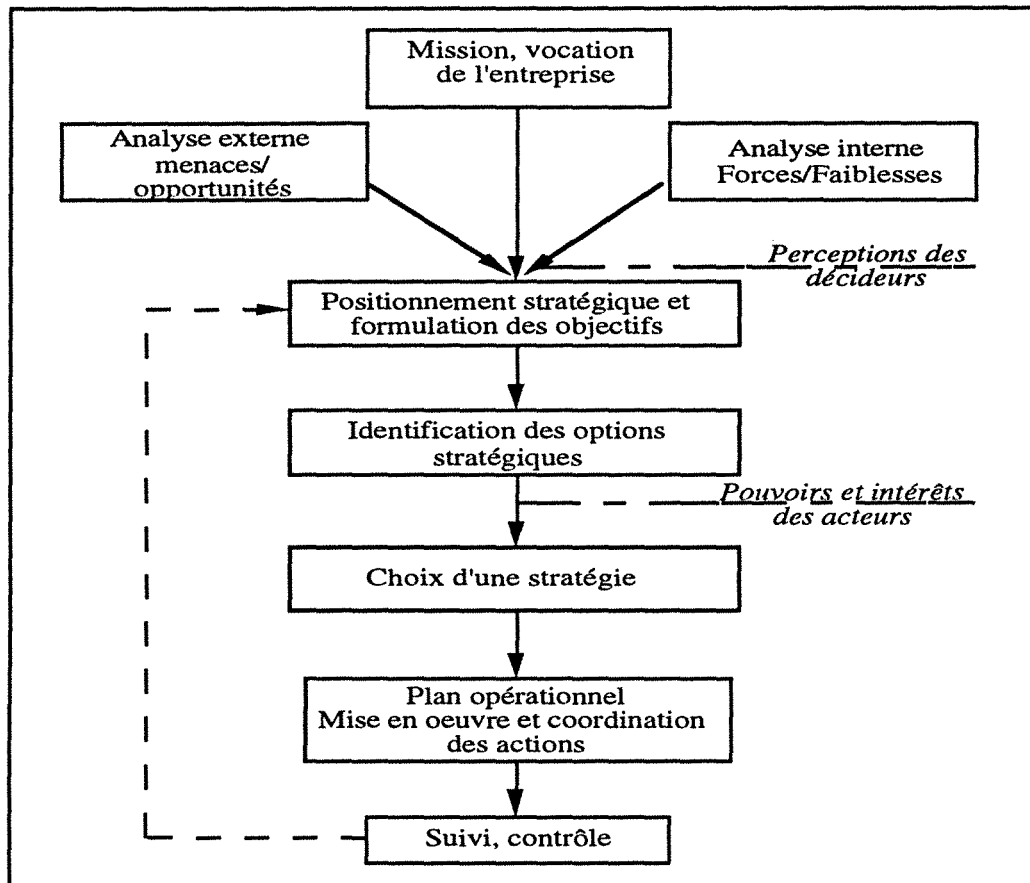 Mission, vocation
de l'entreprise
Analyse externe
menaces/
opportunités
Analyse interne
Forces/Faiblesses
Perceptions des
décideurs
Positionnement stratégique et
formulation des objectifs
Identification des options
stratégiques
Pouvoirs et intérêts
des acteurs
Choix d'une stratégie
Plan opérationnel
Mise en oeuvre et coordination
des actions
Suivi, contrôle